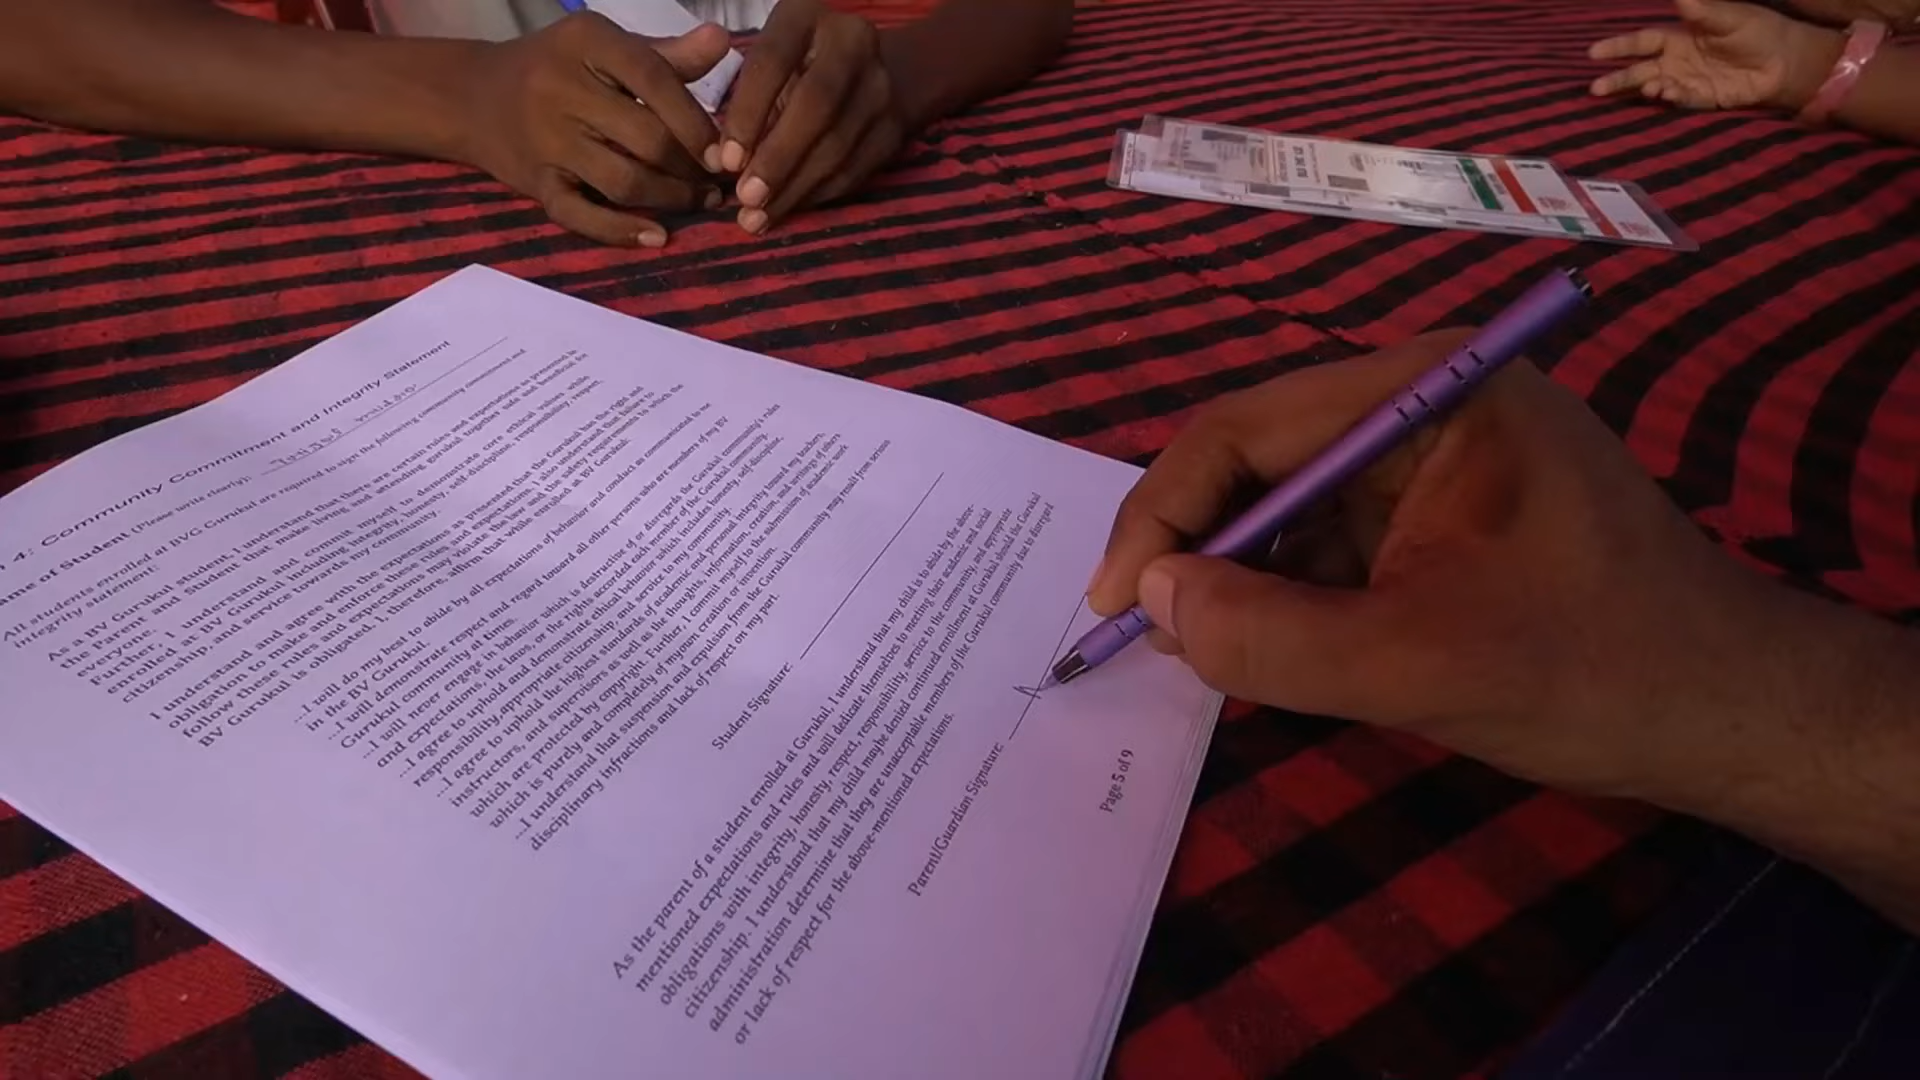 4: Community Commitment and Integrity Statement
ame of Student (Please write clearly):
All students enrolled at BVG Gurukul are required to sign the following community commitment and
integrity statement:
As a BV Gurukul student, I understand that there are certain rules and expectations as presented in
the Parent and Student that make living and attending gurukul together safe and beneficial for
everyone.
Further, I understand and commit myself to demonstrate core ethical values while
enrolled at BV Gurukul including integrity, honesty, self-discipline, responsibility, respect,
citizenship, and service towards my community.
I understand and agree with the expectations as presented that the Gurukul has the right and
obligation to make and enforce these rules and expectations. I also understand that failure to
follow these rules and expectations may violate the law and the safety requirements to which the
BV Gurukul is obligated. I, therefore, affirm that while enrolled at BV Gurukul:
...I will do my best to abide by all expectations of behavior and conduct as communicated to me
in the BV Gurukul.
...I will demonstrate respect and regard toward all other persons who are members of my BV
Gurukul community at all times.
...I will never engage in behavior which is destructive of or disregards the Gurukul community's rules
and expectations, the laws, or the rights accorded each member of the Gurukul community.
...I agree to uphold and demonstrate ethical behavior which includes honesty, self-discipline,
responsibility, appropriate citizenship, and service to my community.
...I agree to uphold the highest standards of academic and personal integrity toward my teachers,
instructors, and supervisors as well as the thoughts, information, creation, and writings of others
which are protected by copyright. Further, I commit myself to the submission of academic work
which is purely and completely of myown creation or invention.
...I understand that suspension and expulsion from the Gurukul community may result from serious
disciplinary infractions and lack of respect on my part.
Student Signature:
As the parent of a student enrolled at Gurukul, I understand that my child is to abide by the above-
mentioned expectations and rules and will dedicate themselves to meeting their academic and social
obligations with integrity, honesty, respect, responsibility, service to the community, and appropriate
citizenship. I understand that my child maybe denied continued enrollment at Gurukul should the Gurukul
administration determine that they are unacceptable members of the Gurukul community due to disregard
or lack of respect for the above-mentioned expectations.
Parent/Guardian Signature:
Page 5 of 9